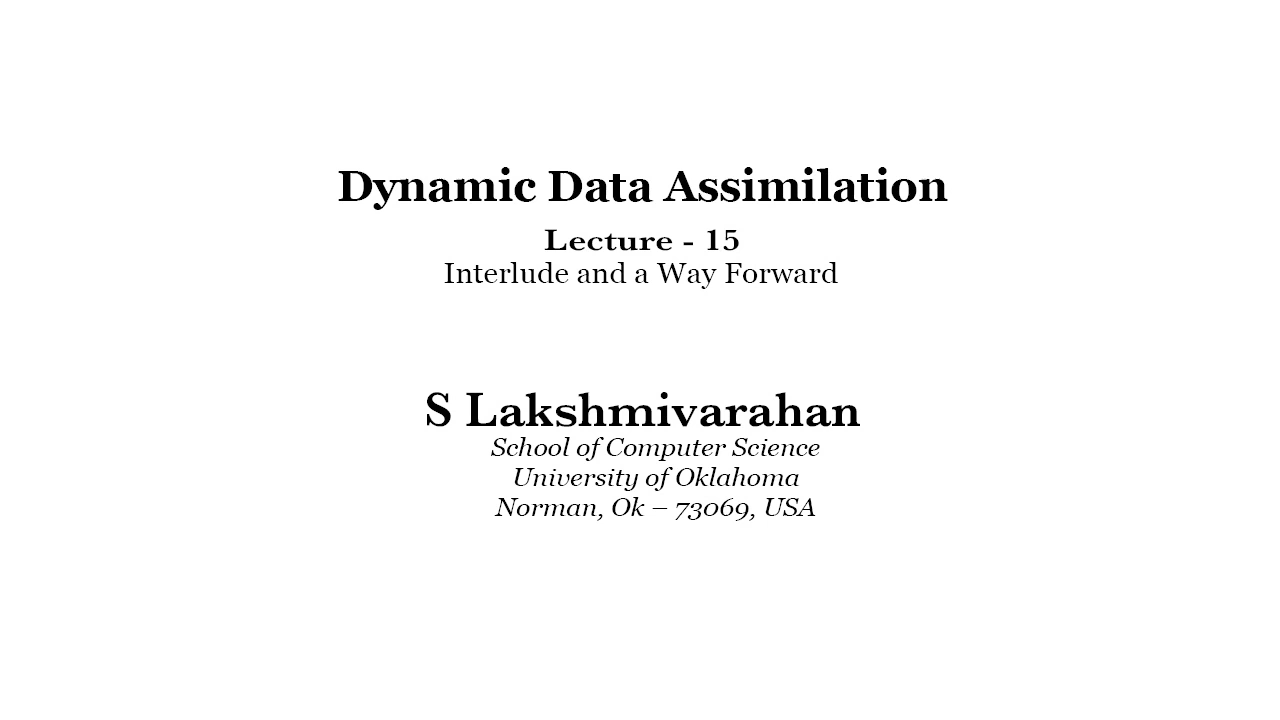 Dynamic Data Assimilation
Lecture - 15
Interlude and a Way Forward
S Lakshmivarahan
School of Computer Science
University of Oklahoma
Norman, Ok – 73069, USA